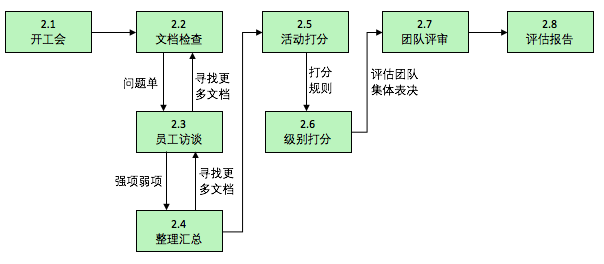 2.1
开工会
2.2
文档检查
2.5
活动打分
2.7
团队评审
2.8
评估报告
问题单
寻找更
多文档
打分
规则
评估团队
集体表决
2.3
员工访谈
2.6
级别打分
强项弱项
寻找更
多文档
2.4
整理汇总